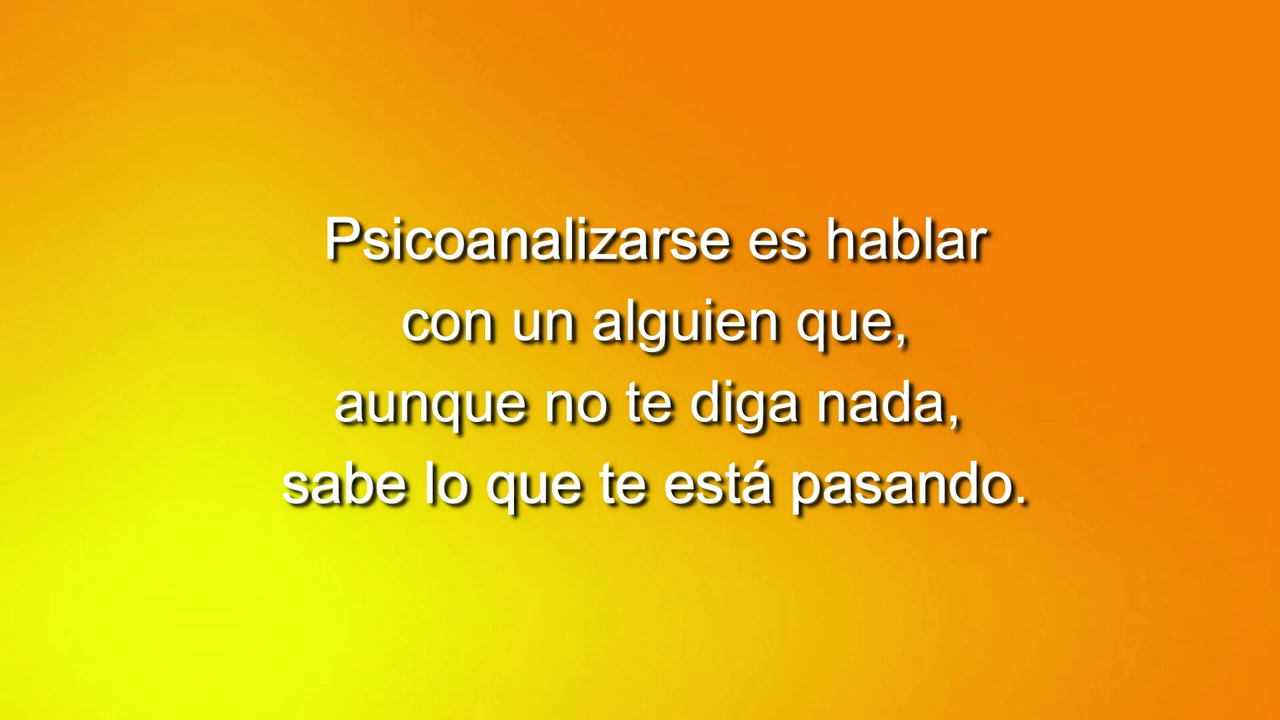 Psicoanalizarse es hablar
con un alguien que,
aunque no te diga nada,
sabe lo que te está pasando.